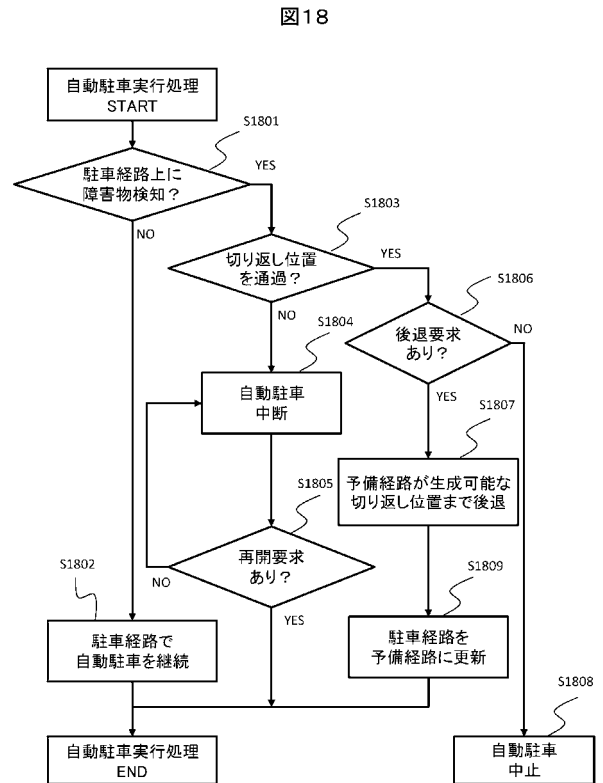 図18
自動駐車実行処理
START
S1801
駐車経路上に
障害物検知？
YES
NO
S1803
切り返し位置
を通過？
YES
NO
S1806
後退要求
あり？
NO
YES
S1804
自動駐車
中断
S1807
予備経路が生成可能な
切り返し位置まで後退
S1805
再開要求
あり？
NO
YES
S1802
駐車経路で
自動駐車を継続
S1809
駐車経路を
予備経路に更新
S1808
自動駐車
中止
自動駐車実行処理
END